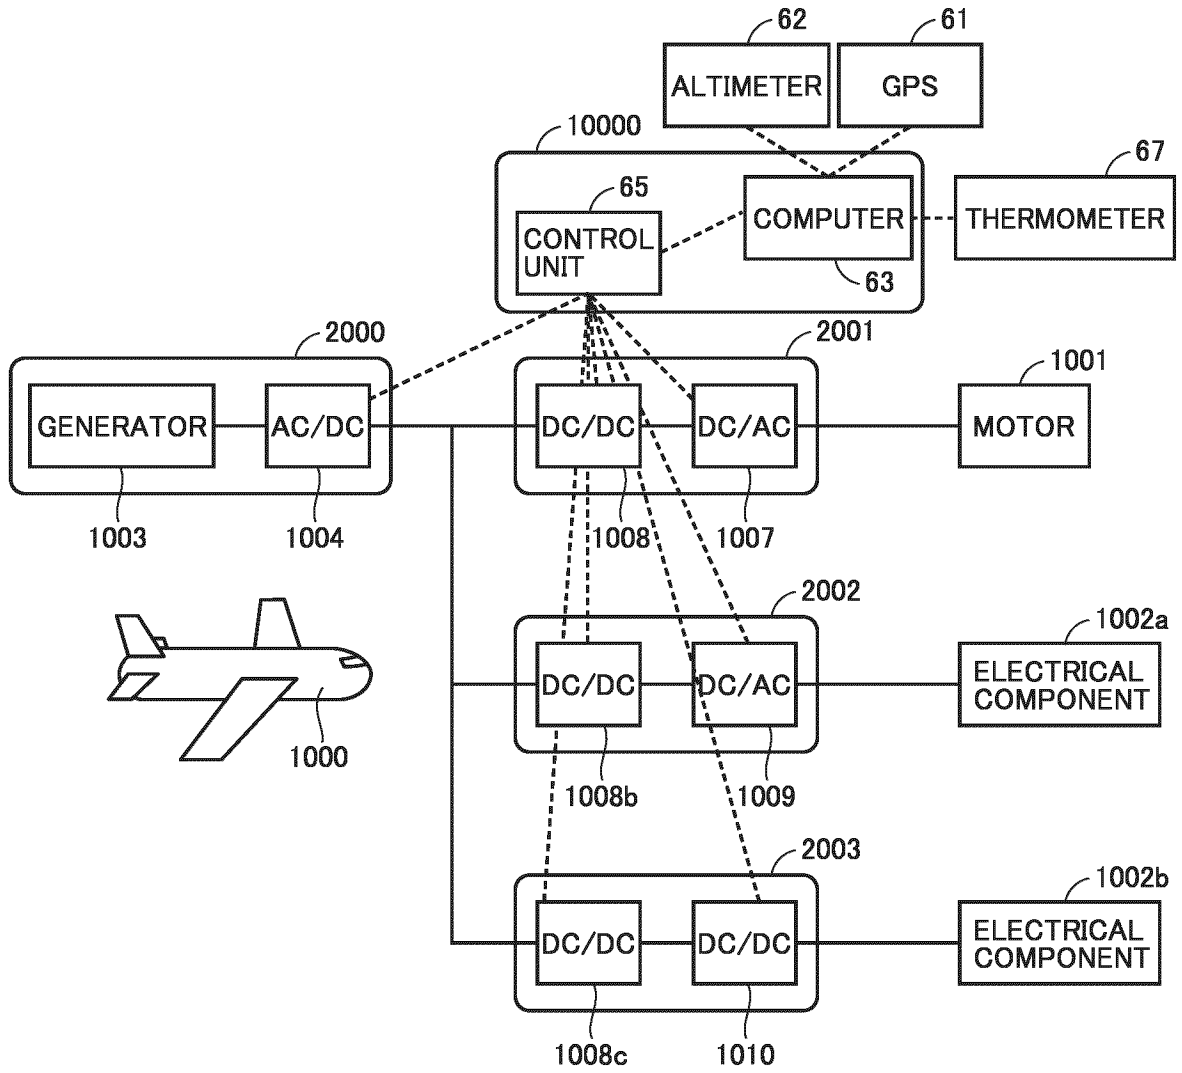 62
61
ALTIMETER
GPS
10000
67
65
COMPUTER
THERMOMETER
CONTROL
UNIT
63
2000
2001
1001
GENERATOR
AC/DC
DC/DC
DC/AC
MOTOR
1003
1004
1008
1007
2002
1002a
DC/DC
DC/AC
ELECTRICAL
COMPONENT
1000
1008b
1009
2003
1002b
DC/DC
DC/DC
ELECTRICAL
COMPONENT
1008c
1010